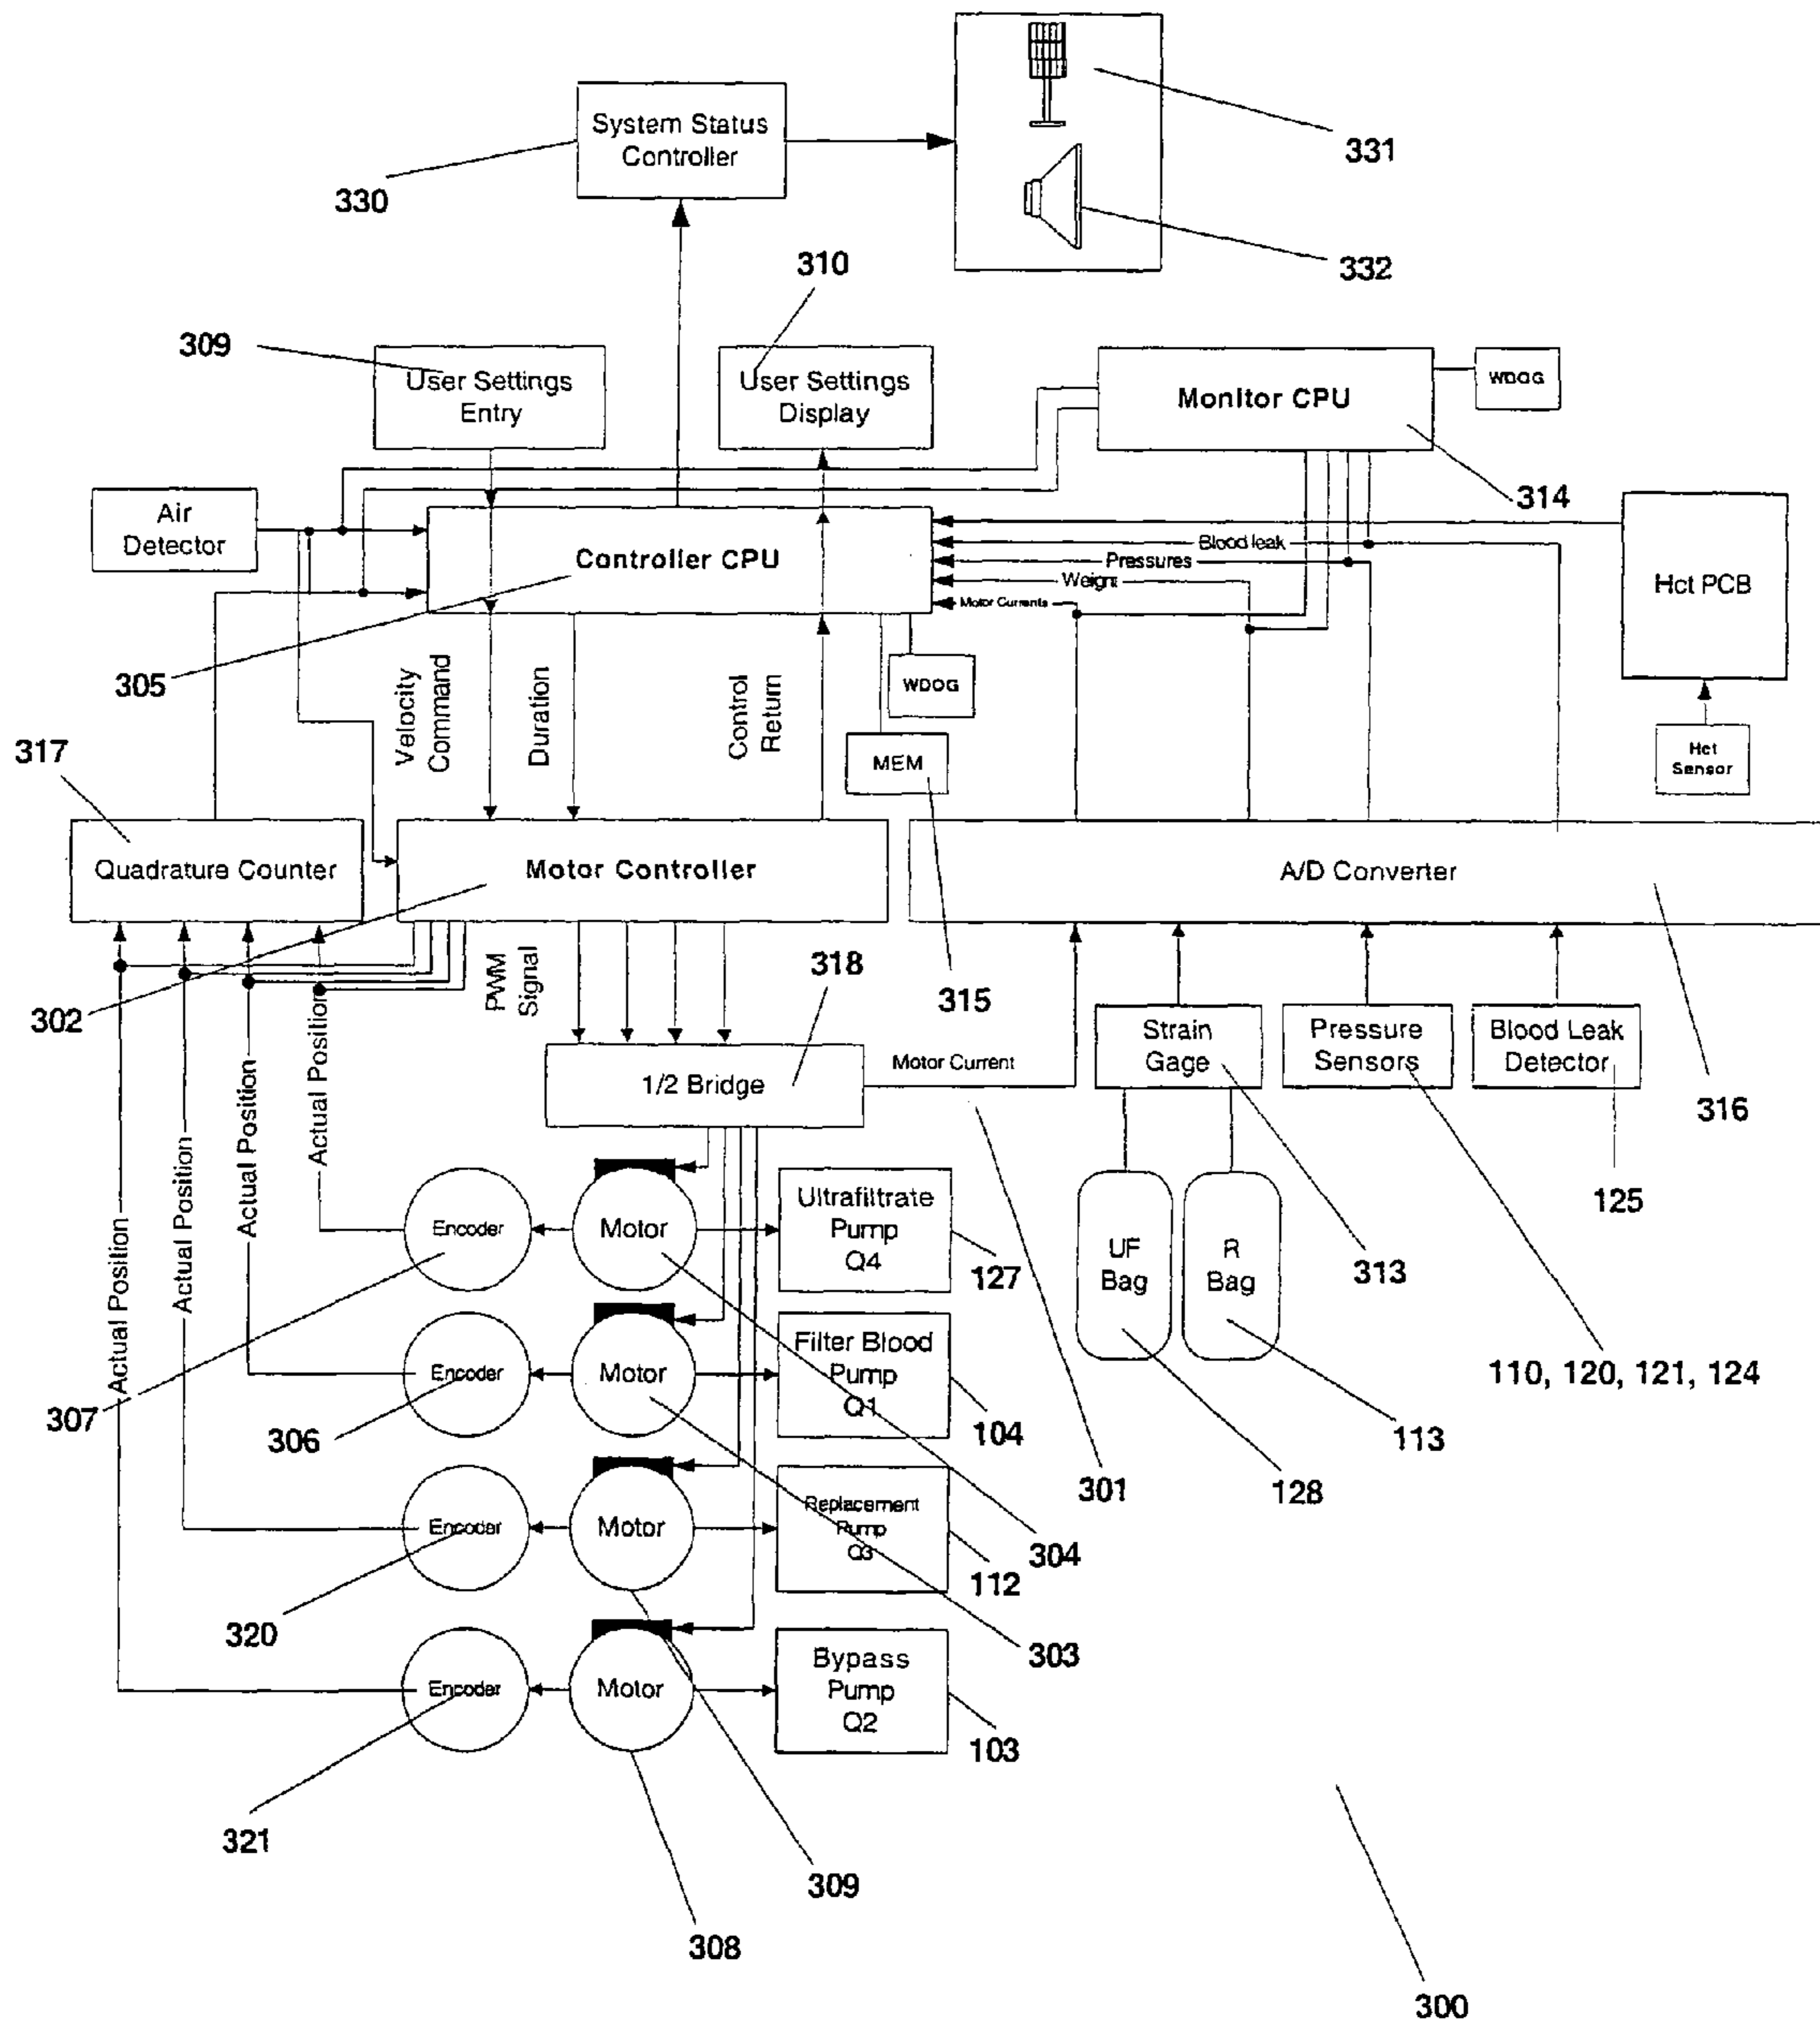 System Status
Controller
330
331
332
310
309
User Settings
Entry
User Settings
Display
Monitor CPU
WDOG
314
Air
Detector
Controller CPU
Blood leak
Pressures
Weight
Motor Currents
Hct PCB
305
Velocity
Command
Duration
Control
Return
WDOG
MEM
Hct
Sensor
317
Quadrature Counter
Motor Controller
A/D Converter
302
PWM
Signal
318
315
Strain
Gage
Pressure
Sensors
Blood Leak
Detector
1/2 Bridge
Motor Current
316
Actual Position
Actual Position
Actual Position
Actual Position
Encoder
Motor
Ultrafiltrate
Pump
Q4
127
UF
Bag
R
Bag
313
125
307
Encoder
Motor
Filter Blood
Pump
Q1
104
306
110, 120, 121, 124
113
128
301
Encoder
Motor
Replacement
Pump
Q3
304
112
320
303
Encoder
Motor
Bypass
Pump
Q2
103
321
309
308
300